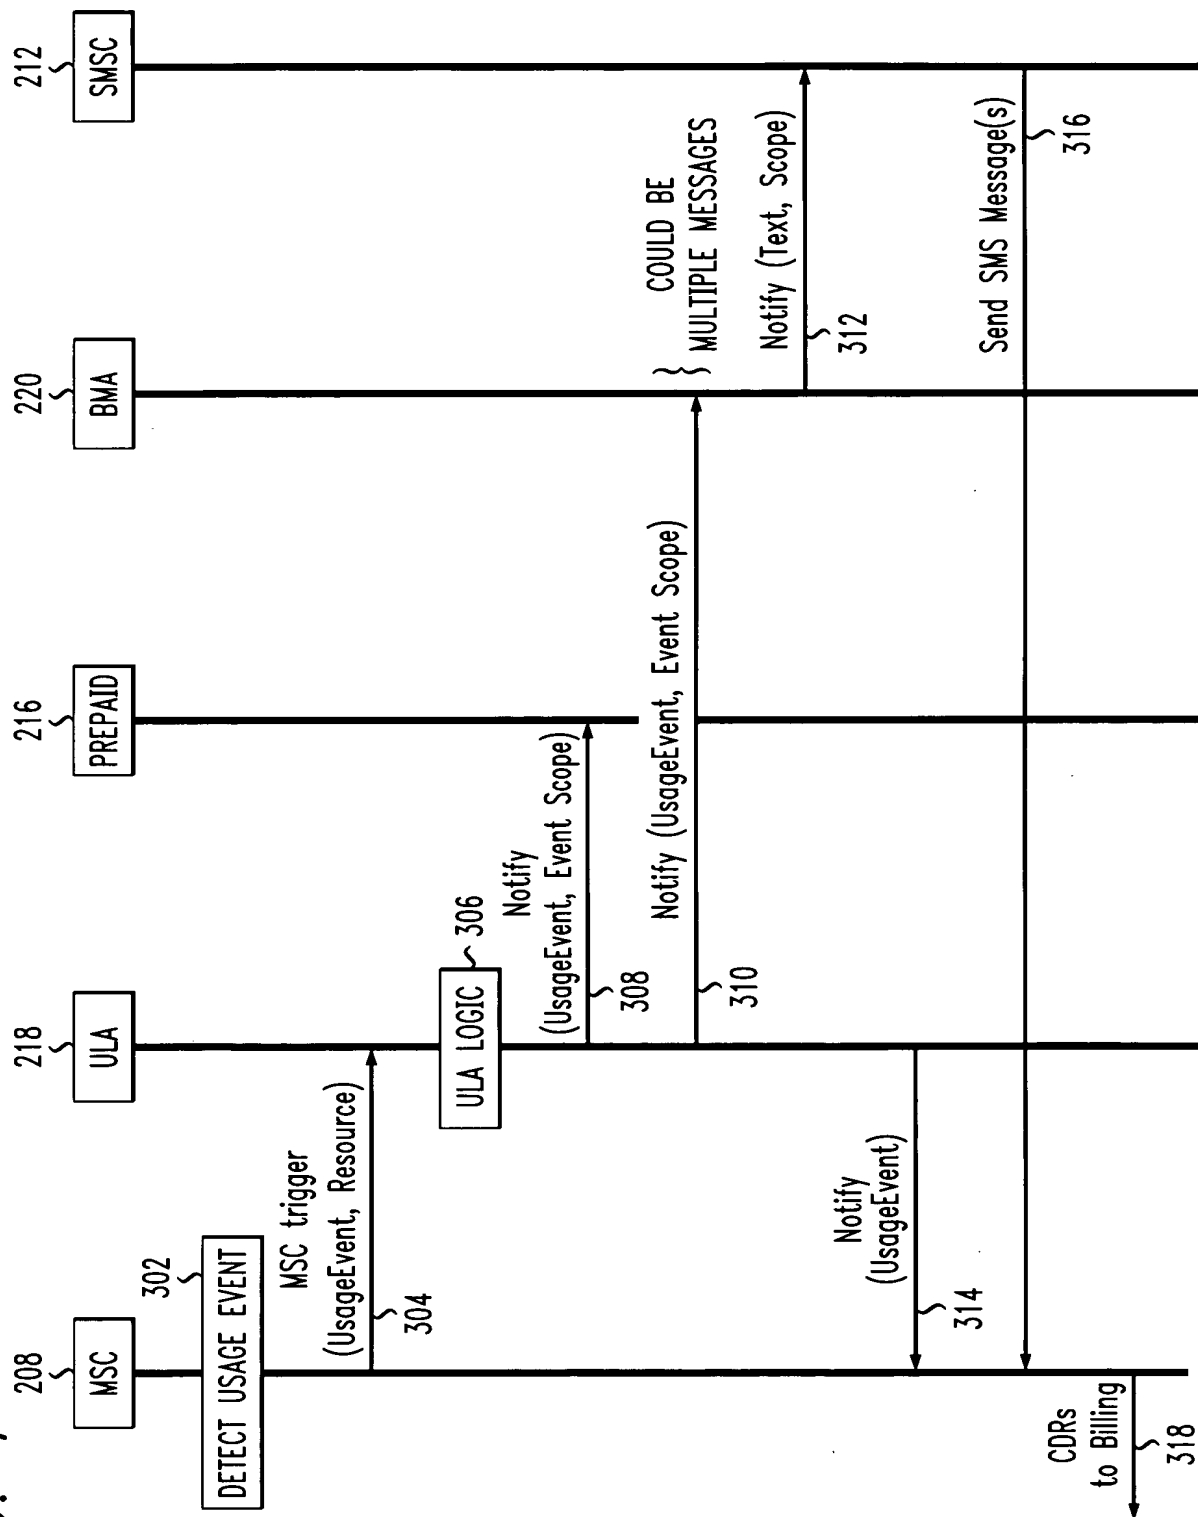 208
MSC
218
ULA
216
PREPAID
220
BMA
212
SMSC
302
DETECT USAGE EVENT
MSC trigger
(UsageEvent, Resource)
304
ULA LOGIC
306
Notify
(UsageEvent, Event Scope)
308
Notify (UsageEvent, Event Scope)
310
COULD BE
MULTIPLE MESSAGES
Notify (Text, Scope)
312
Notify
(UsageEvent)
314
Send SMS Message(s)
316
CDRs
to Billing
318